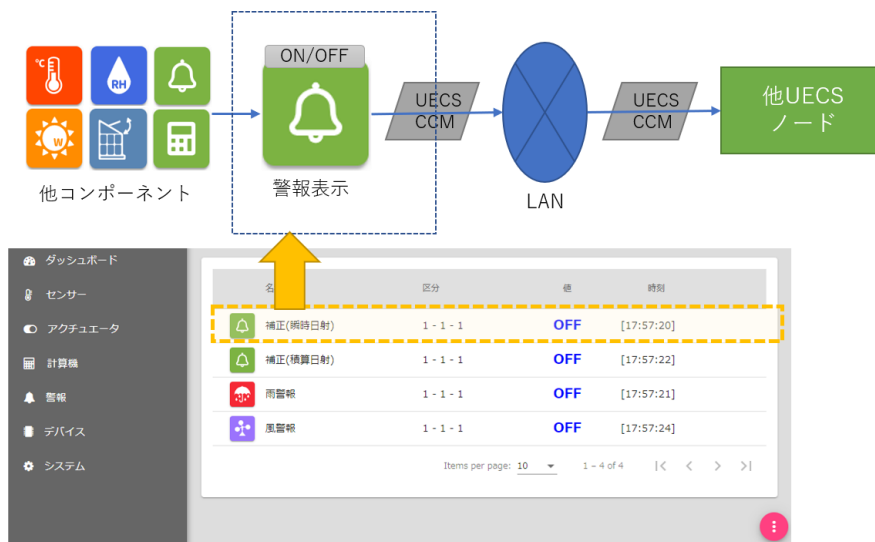 ℃
RH
W
他コンポーネント
ON/OFF
警報表示
UECS
CCM
LAN
UECS
CCM
他UECS
ノード
ダッシュボード
センサー
アクチュエータ
計算機
警報
デバイス
システム
名 区分 値 時刻
補正(瞬時日射) 1 - 1 - 1 OFF [17:57:20]
補正(積算日射) 1 - 1 - 1 OFF [17:57:22]
雨警報 1 - 1 - 1 OFF [17:57:21]
風警報 1 - 1 - 1 OFF [17:57:24]
Items per page: 10 1 – 4 of 4